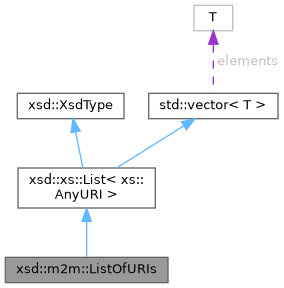 T
elements
xsd::XsdType
std::vector< T >
xsd::xs::List< xs::
AnyURI >
xsd::m2m::ListOfURIs